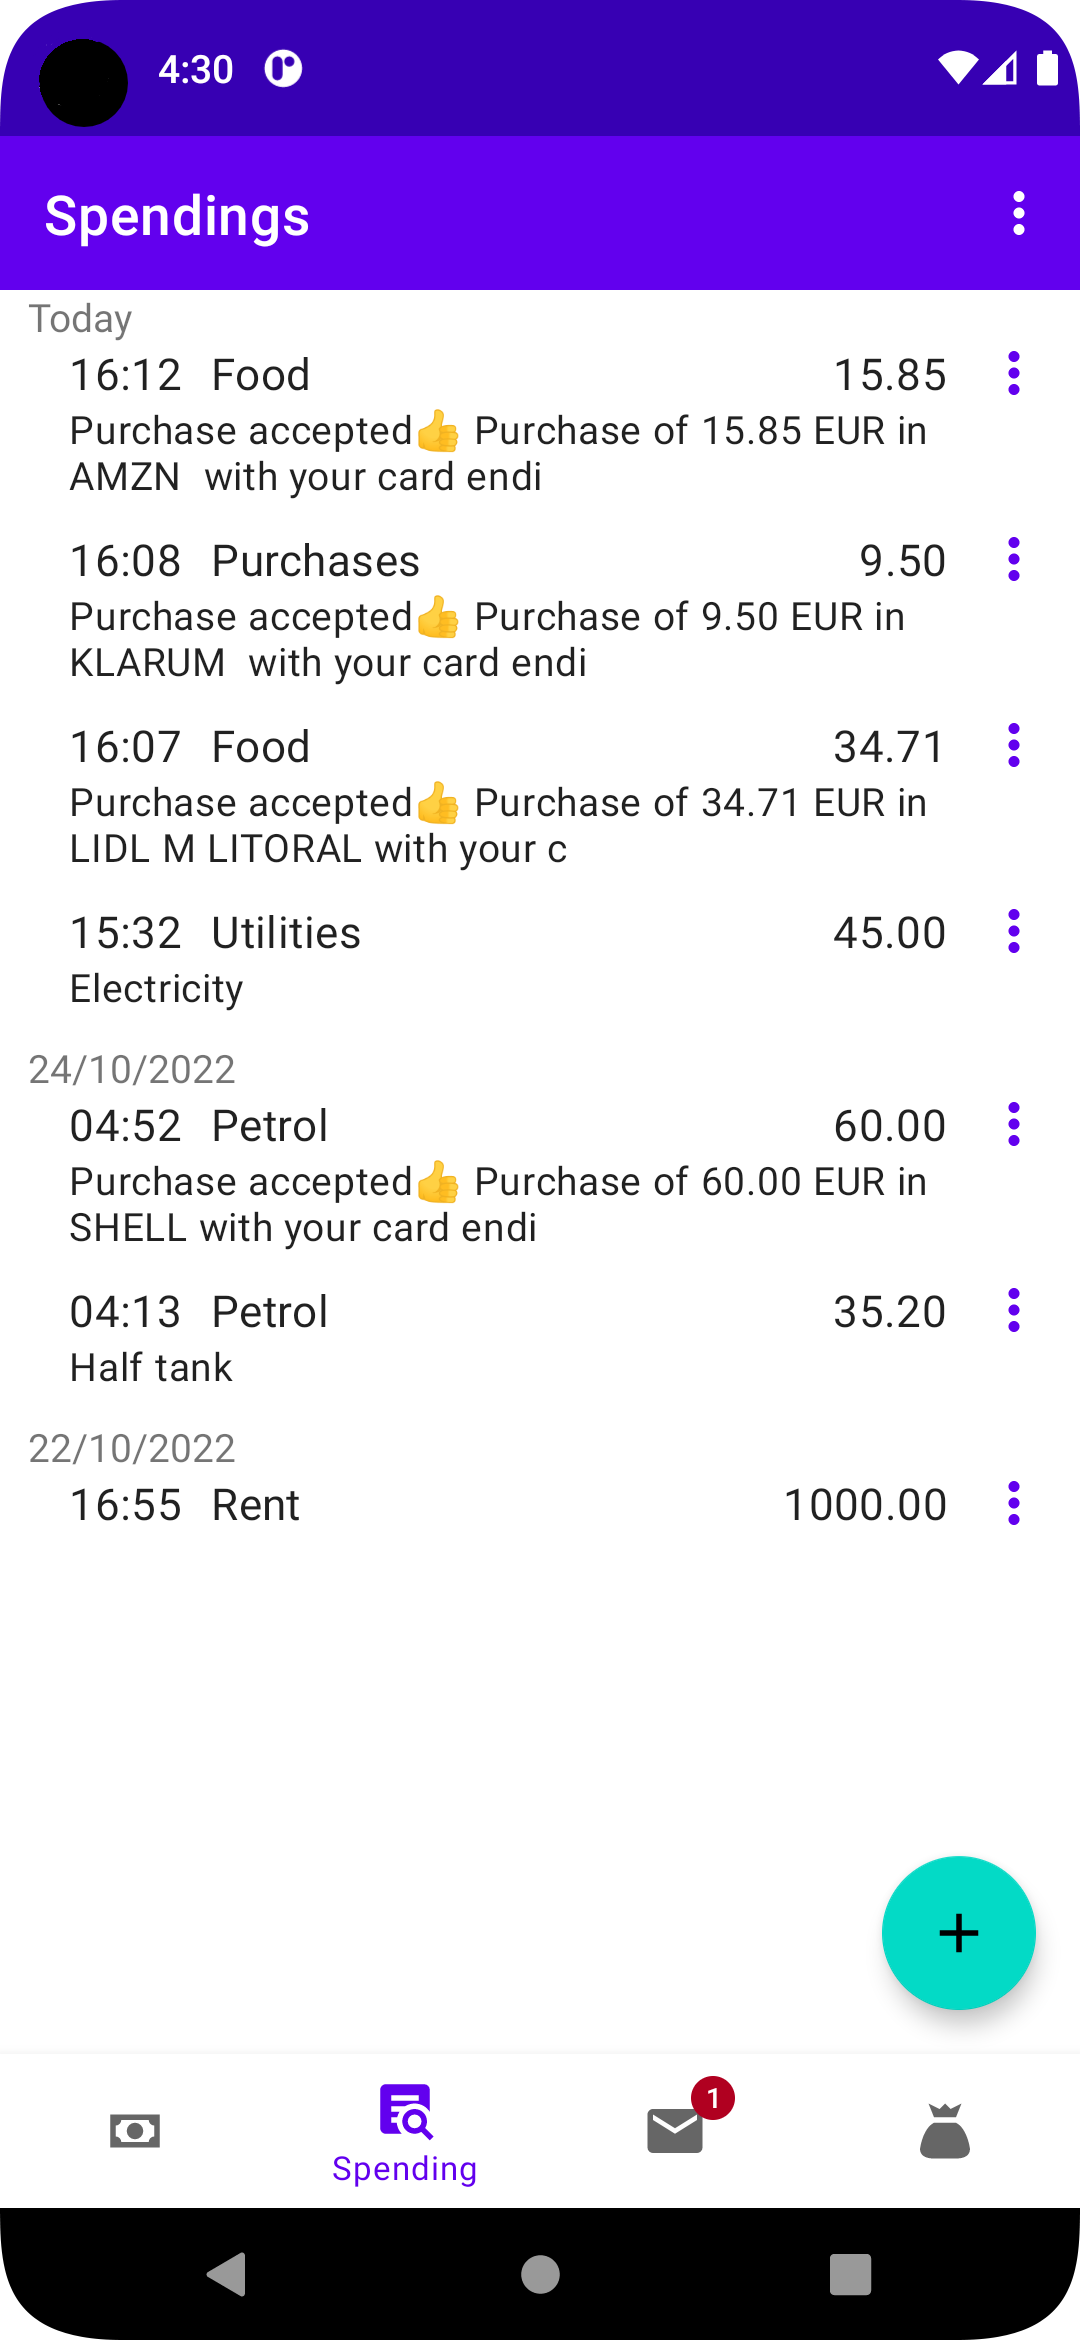 4:30
Spendings
Today
16:12 Food 15.85
Purchase accepted👍 Purchase of 15.85 EUR in
AMZN  with your card endi
16:08 Purchases 9.50
Purchase accepted👍 Purchase of 9.50 EUR in
KLARUM  with your card endi
16:07 Food 34.71
Purchase accepted👍 Purchase of 34.71 EUR in
LIDL M LITORAL with your c
15:32 Utilities 45.00
Electricity
24/10/2022
04:52 Petrol 60.00
Purchase accepted👍 Purchase of 60.00 EUR in
SHELL with your card endi
04:13 Petrol 35.20
Half tank
22/10/2022
16:55 Rent 1000.00
1
Spending